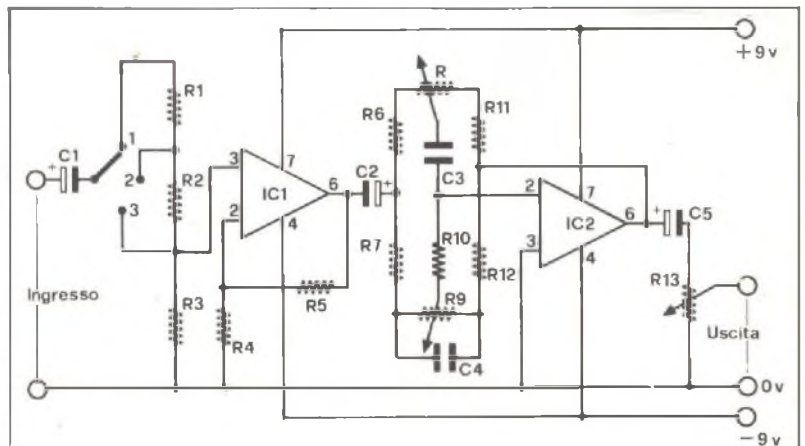 +9v
R
R1
R6
R11
C1
1
7
C2
3
6
R2
IC1
C3
2
2
7
3
2
4
IC2
6
C5
R10
3
4
R7
R12
R13
Ingresso
R9
R5
Uscita
R3
R4
C4
0v
-9v